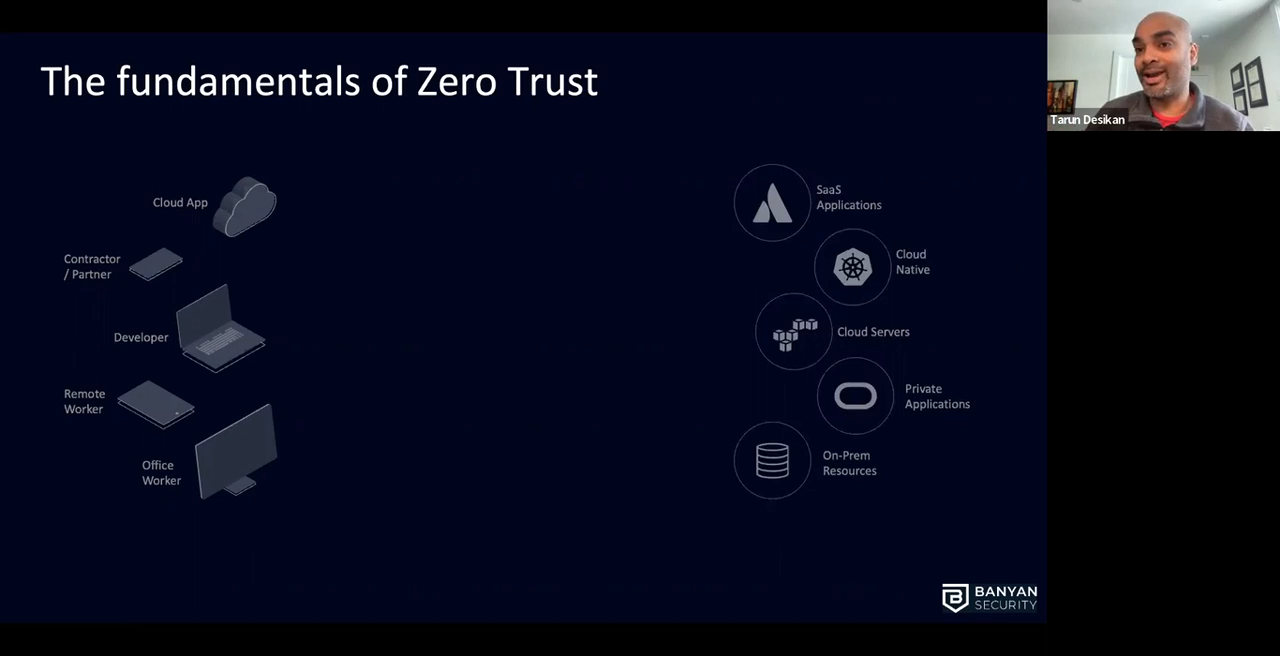 The fundamentals of Zero Trust
Tarun Desikan
Cloud App
Contractor
/ Partner
Developer
Remote
Worker
Office
Worker
SaaS
Applications
Cloud
Native
Cloud Servers
Private
Applications
On-Prem
Resources
BANYAN
SECURITY